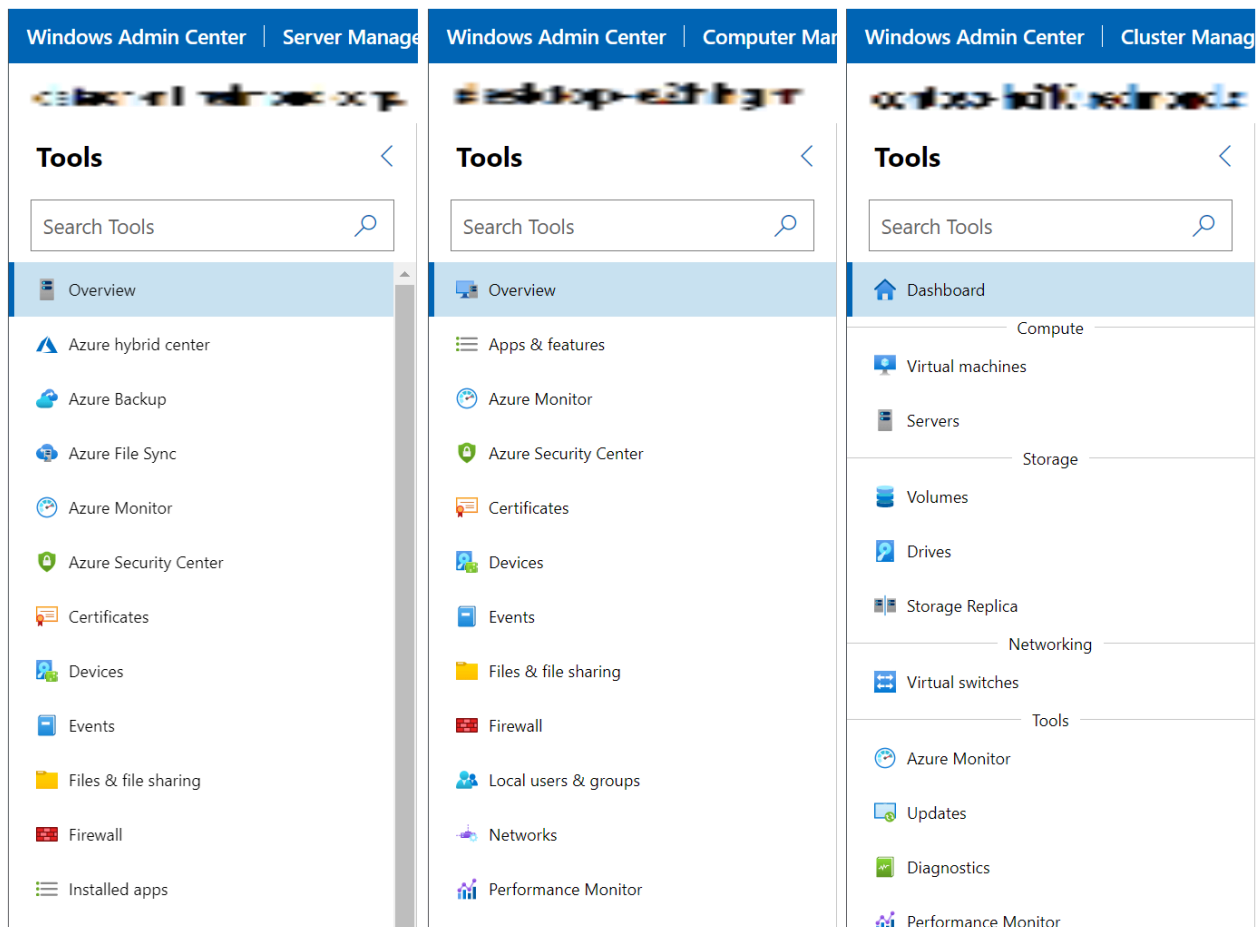 Windows Admin Center | Server Manage
Tools
Search Tools
Overview
Azure hybrid center
Azure Backup
Azure File Sync
Azure Monitor
Azure Security Center
Certificates
Devices
Events
Files & file sharing
Firewall
Installed apps
Windows Admin Center | Computer Mar
Tools
Search Tools
Overview
Apps & features
Azure Monitor
Azure Security Center
Certificates
Devices
Events
Files & file sharing
Firewall
Local users & groups
Networks
Performance Monitor
Windows Admin Center | Cluster Manag
Tools
Search Tools
Dashboard
Compute
Virtual machines
Servers
Storage
Volumes
Drives
Storage Replica
Networking
Virtual switches
Tools
Azure Monitor
Updates
Diagnostics
Performance Monitor